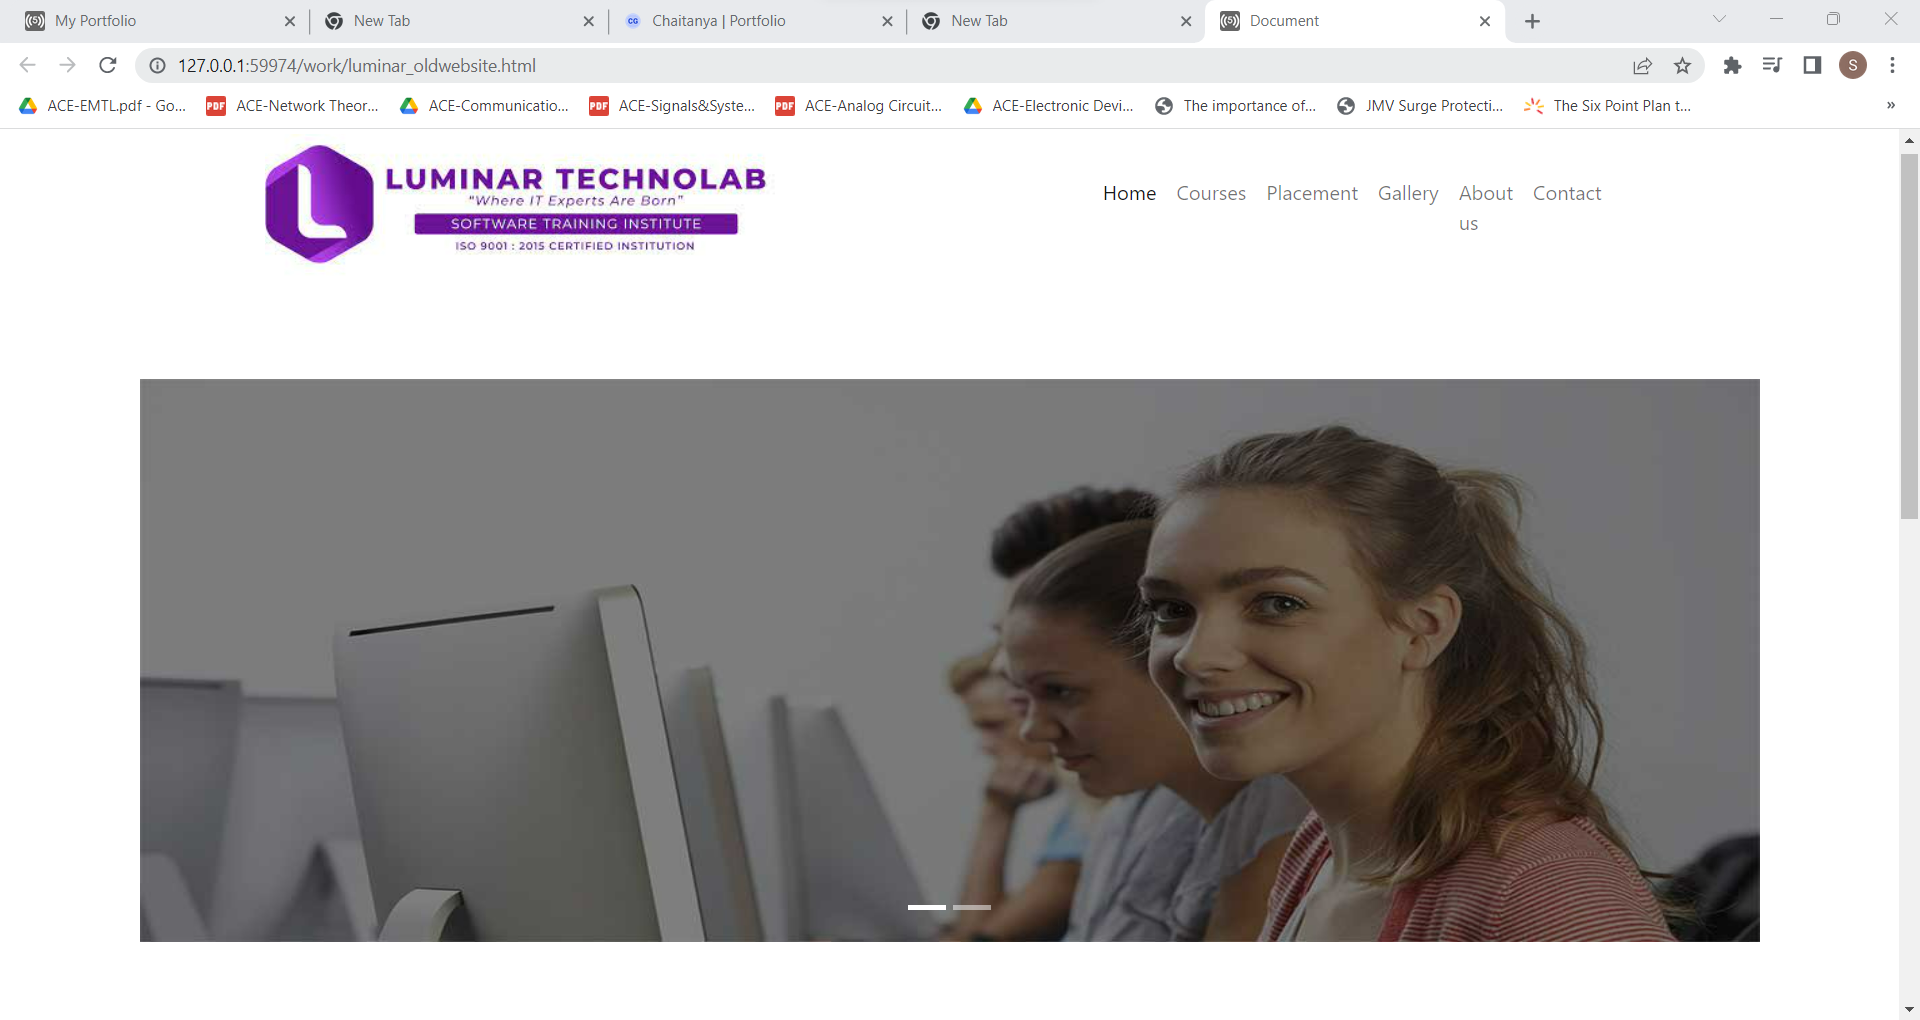 My Portfolio
New Tab
Chaitanya | Portfolio
New Tab
Document
127.0.0.1:59974/work/luminar_oldwebsite.html
S
ACE-EMTL.pdf - Go...
PDF ACE-Network Theor...
ACE-Communicatio...
PDF ACE-Signals&Syste...
PDF ACE-Analog Circuit...
ACE-Electronic Devi...
The importance of...
JMV Surge Protecti...
The Six Point Plan t...
»
LUMINAR TECHNOLAB
"Where IT Experts Are Born"
SOFTWARE TRAINING INSTITUTE
ISO 9001 : 2015 CERTIFIED INSTITUTION
Home
Courses
Placement
Gallery
About
us
Contact